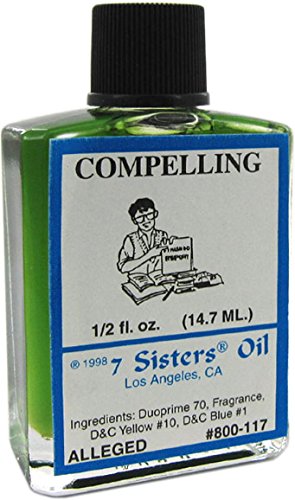 COMPELLING
1/2 fl. oz. (14.7 ML.)
® 1998 7 Sisters® Oil
Los Angeles, CA
Ingredients: Duoprime 70, Fragrance,
D&C Yellow #10, D&C Blue #1
ALLEGED #800-117